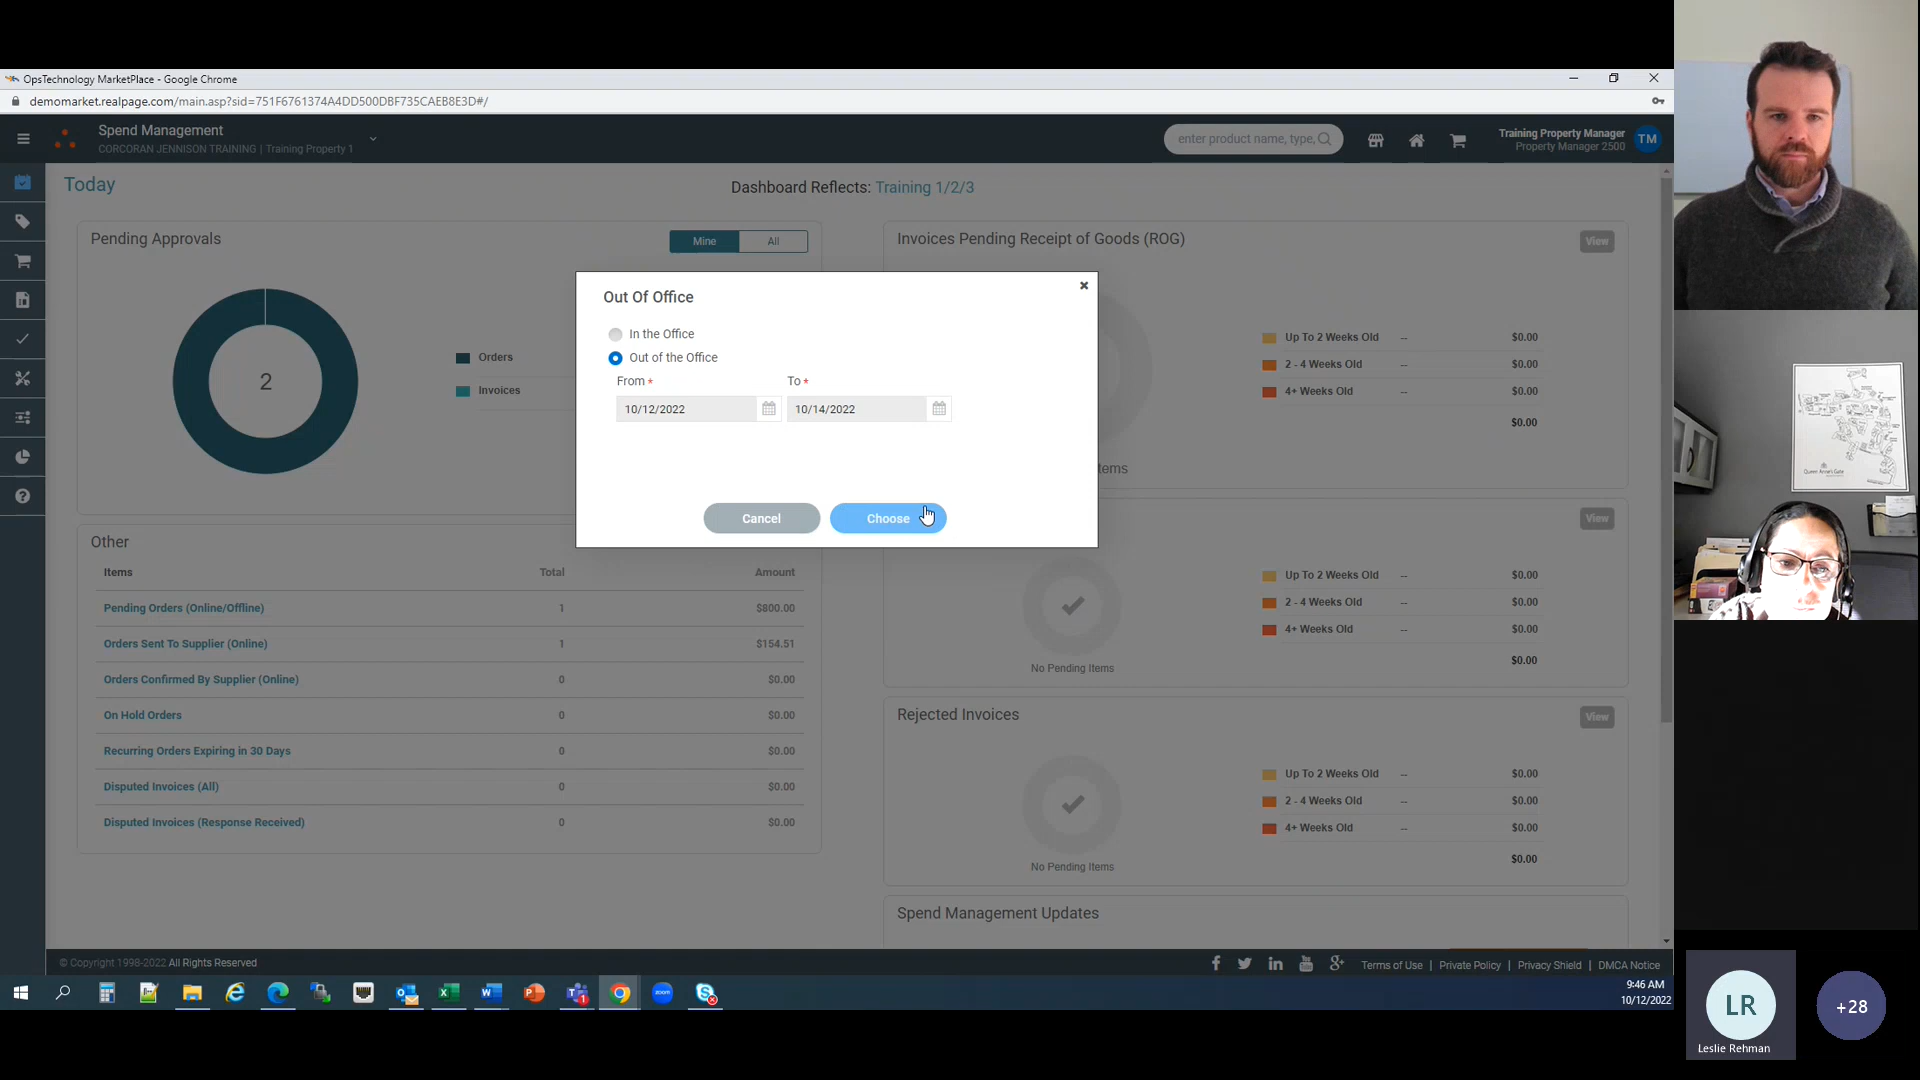 OpsTechnology MarketPlace - Google Chrome
demomarket.realpage.com/main.asp?sid=751F6761374A4DD500DBF735CAEB8E3D#/
Spend Management
CORCORAN JENNISON TRAINING | Training Property 1
enter product name, type,
Training Property Manager
Property Manager 2500
TM
Today
Dashboard Reflects: Training 1/2/3
Pending Approvals
Mine
All
2
Orders
Invoices
Invoices Pending Receipt of Goods (ROG)
View
Up To 2 Weeks Old -- $0.00
2 - 4 Weeks Old -- $0.00
4+ Weeks Old -- $0.00
$0.00
Items
Out Of Office
In the Office
Out of the Office
From *
To *
10/12/2022
10/14/2022
Cancel
Choose
Other
Items Total Amount
Pending Orders (Online/Offline) 1 $800.00
Orders Sent To Supplier (Online) 1 $154.51
Orders Confirmed By Supplier (Online) 0 $0.00
On Hold Orders 0 $0.00
Recurring Orders Expiring in 30 Days 0 $0.00
Disputed Invoices (All) 0 $0.00
Disputed Invoices (Response Received) 0 $0.00
View
Up To 2 Weeks Old -- $0.00
2 - 4 Weeks Old -- $0.00
4+ Weeks Old -- $0.00
$0.00
No Pending Items
Rejected Invoices
View
Up To 2 Weeks Old -- $0.00
2 - 4 Weeks Old -- $0.00
4+ Weeks Old -- $0.00
$0.00
No Pending Items
Spend Management Updates
© Copyright 1998-2022 All Rights Reserved
Terms of Use | Private Policy | Privacy Shield | DMCA Notice
9:46 AM
10/12/2022
Queen Anne's Gate
LR
Leslie Rehman
+28